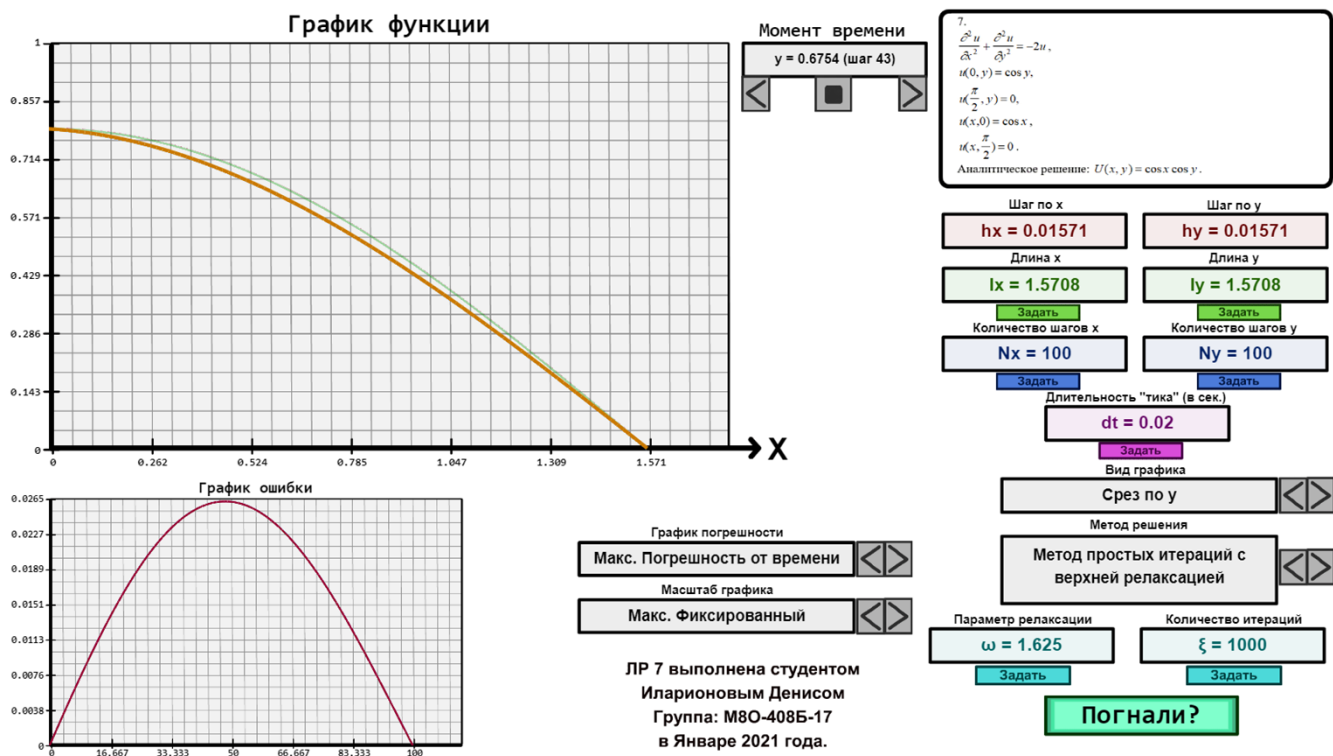 График функции
1
0.857
0.714
0.571
0.429
0.286
0.143
0
0 0.262 0.524 0.785 1.047 1.309 1.571
X
Момент времени
y = 0.6754 (шаг 43)
7.
∂²u/∂x² + ∂²u/∂y² = −2u,
u(0, y) = cos y,
u(π/2, y) = 0,
u(x,0) = cos x,
u(x, π/2) = 0.
Аналитическое решение: U(x, y) = cos x cos y.
Шаг по x Шаг по y
hx = 0.01571 hy = 0.01571
Длина x Длина y
lx = 1.5708 ly = 1.5708
Задать Задать
Количество шагов x Количество шагов y
Nx = 100 Ny = 100
Задать Задать
Длительность "тика" (в сек.)
dt = 0.02
Задать
Вид графика
Срез по y
Метод решения
Метод простых итераций с
верхней релаксацией
Параметр релаксации Количество итераций
ω = 1.625 ξ = 1000
Задать Задать
Погнали?
График ошибки
0.0265
0.0227
0.0189
0.0151
0.0113
0.0076
0.0038
0
0 16.667 33.333 50 66.667 83.333 100
График погрешности
Макс. Погрешность от времени
Масштаб графика
Макс. Фиксированный
ЛР 7 выполнена студентом
Иларионовым Денисом
Группа: М8О-408Б-17
в Январе 2021 года.